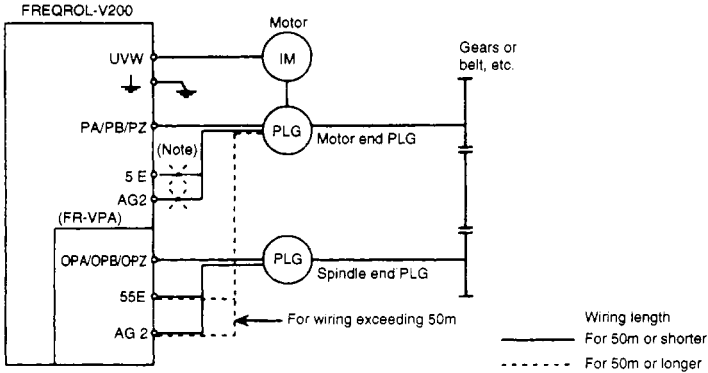 FREQROL-V200
Motor
UVW
IM
Gears or
belt, etc.
PA/PB/PZ
PLG
Motor end PLG
(Note)
5 E
AG2
(FR-VPA)
OPA/OPB/OPZ
PLG
Spindle end PLG
55E
For wiring exceeding 50m
AG 2
Wiring length
For 50m or shorter
For 50m or longer